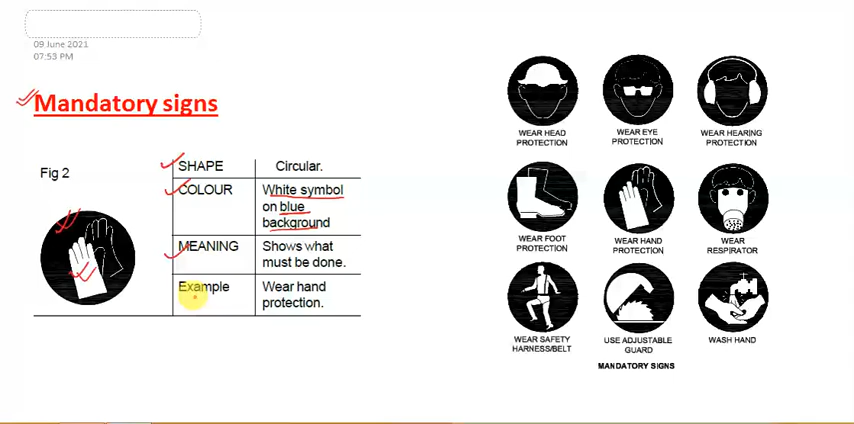 09 June 2021
07:53 PM
Mandatory signs
Fig 2
SHAPE Circular.
COLOUR White symbol
on blue
background
MEANING Shows what
must be done.
Example Wear hand
protection.
WEAR HEAD
PROTECTION
WEAR EYE
PROTECTION
WEAR HEARING
PROTECTION
WEAR FOOT
PROTECTION
WEAR HAND
PROTECTION
WEAR
RESPIRATOR
WEAR SAFETY
HARNESS/BELT
USE ADJUSTABLE
GUARD
WASH HAND
MANDATORY SIGNS